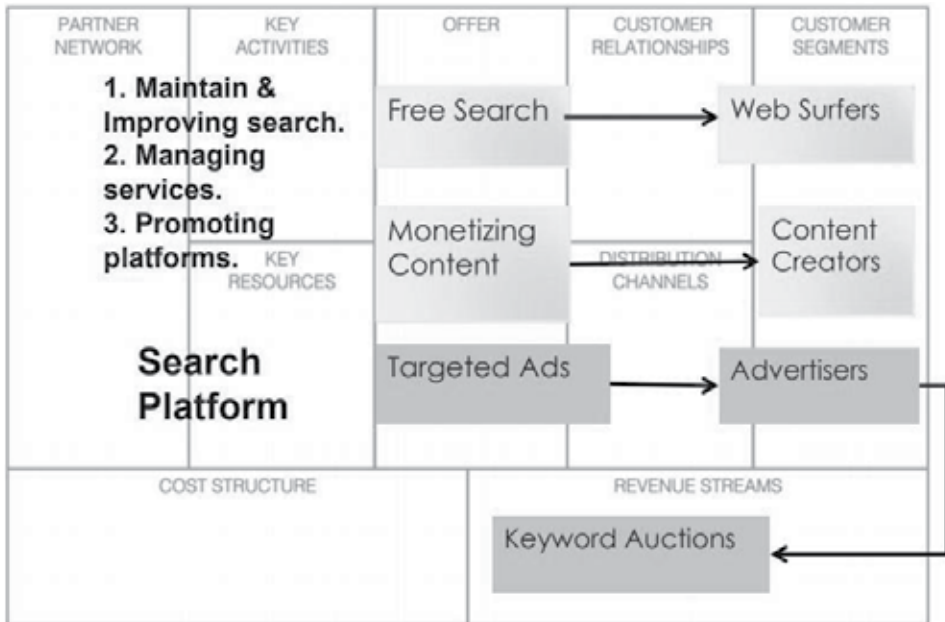 PARTNER
NETWORK
KEY
ACTIVITIES
OFFER
CUSTOMER
RELATIONSHIPS
CUSTOMER
SEGMENTS
1. Maintain &
Improving search.
2. Managing
services.
3. Promoting
platforms.
Free Search
Web Surfers
Monetizing
Content
Content
Creators
KEY
RESOURCES
DISTRIBUTION
CHANNELS
Search
Platform
Targeted Ads
Advertisers
COST STRUCTURE
REVENUE STREAMS
Keyword Auctions